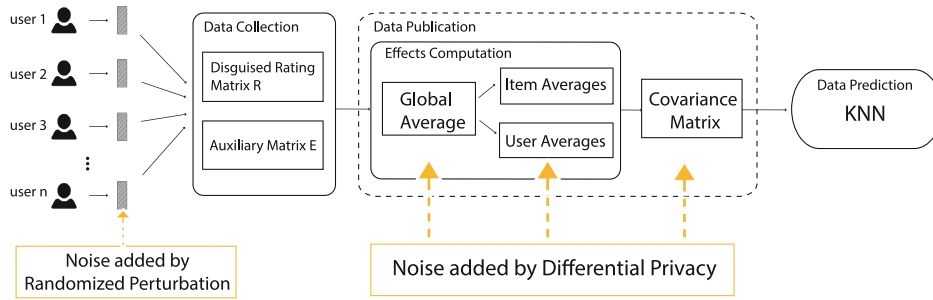 user 1
user 2
user 3
...
user n
Data Collection
Disguised Rating
Matrix R
Auxiliary Matrix E
Data Publication
Effects Computation
Global
Average
Item Averages
User Averages
Covariance
Matrix
Data Prediction
KNN
Noise added by
Randomized Perturbation
Noise added by Differential Privacy